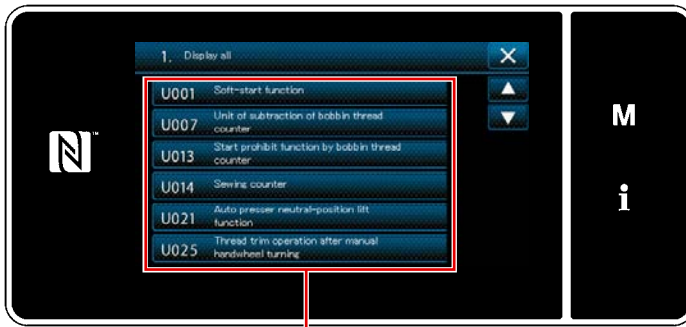 1. Display all
U001 Soft-start function
U007 Unit of subtraction of bobbin thread
counter
U013 Start prohibit function by bobbin thread
counter
U014 Sewing counter
U021 Auto presser neutral-position lift
function
U025 Thread trim operation after manual
handwheel turning
M
i